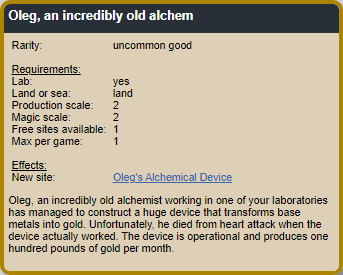 Oleg, an incredibly old alchem
Rarity: uncommon good
Requirements:
Lab: yes
Land or sea: land
Production scale: 2
Magic scale: 2
Free sites available: 1
Max per game: 1
Effects:
New site: Oleg's Alchemical Device
Oleg, an incredibly old alchemist working in one of your laboratories
has managed to construct a huge device that transforms base
metals into gold. Unfortunately, he died from heart attack when the
device actually worked. The device is operational and produces one
hundred pounds of gold per month.